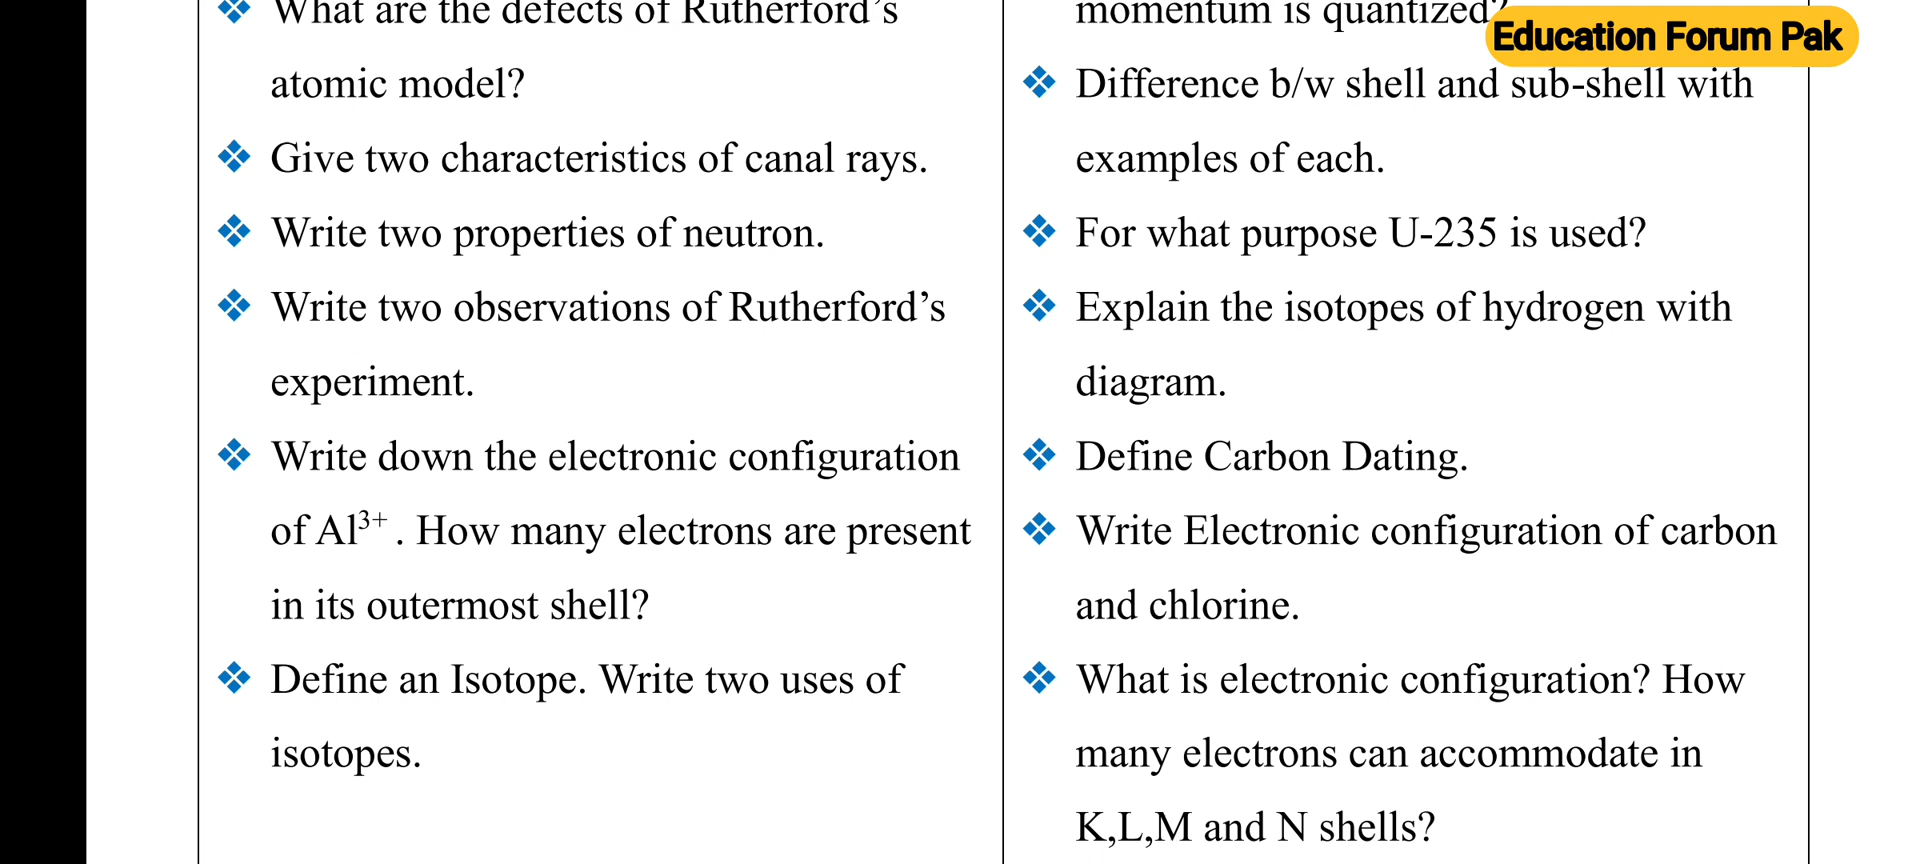 What are the defects of Rutherford's
atomic model?
Give two characteristics of canal rays.
Write two properties of neutron.
Write two observations of Rutherford's
experiment.
Write down the electronic configuration
of Al³⁺ . How many electrons are present
in its outermost shell?
Define an Isotope. Write two uses of
isotopes.
momentum is quantized?
Education Forum Pak
Difference b/w shell and sub-shell with
examples of each.
For what purpose U-235 is used?
Explain the isotopes of hydrogen with
diagram.
Define Carbon Dating.
Write Electronic configuration of carbon
and chlorine.
What is electronic configuration? How
many electrons can accommodate in
K,L,M and N shells?